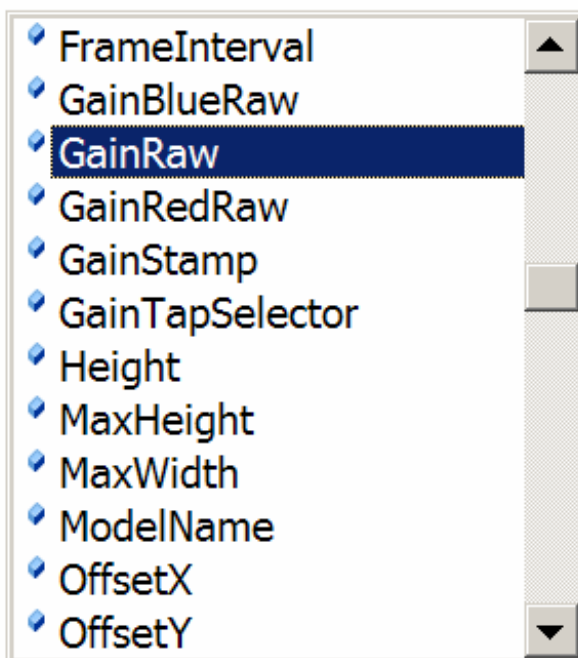 FrameInterval
GainBlueRaw
GainRaw
GainRedRaw
GainStamp
GainTapSelector
Height
MaxHeight
MaxWidth
ModelName
OffsetX
OffsetY